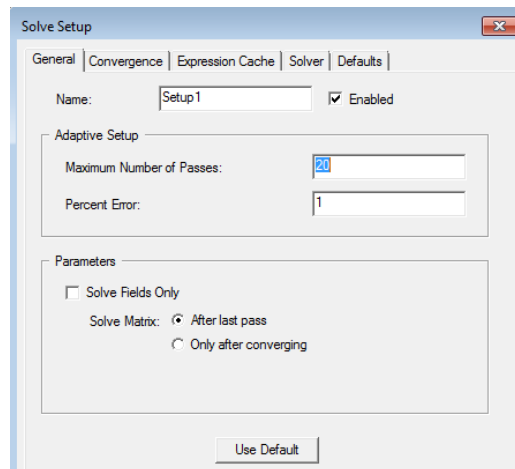 Solve Setup
General Convergence Expression Cache Solver Defaults
Name: Setup1 Enabled
Adaptive Setup
Maximum Number of Passes: 20
Percent Error: 1
Parameters
Solve Fields Only
Solve Matrix: After last pass
Only after converging
Use Default